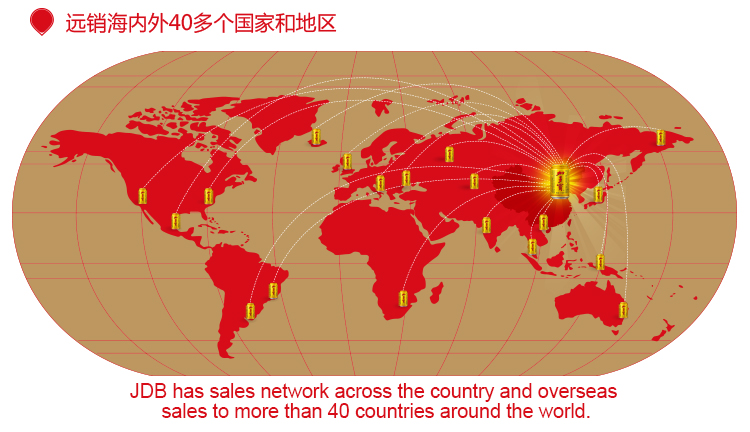 远销海内外40多个国家和地区
JDB has sales network across the country and overseas
sales to more than 40 countries around the world.